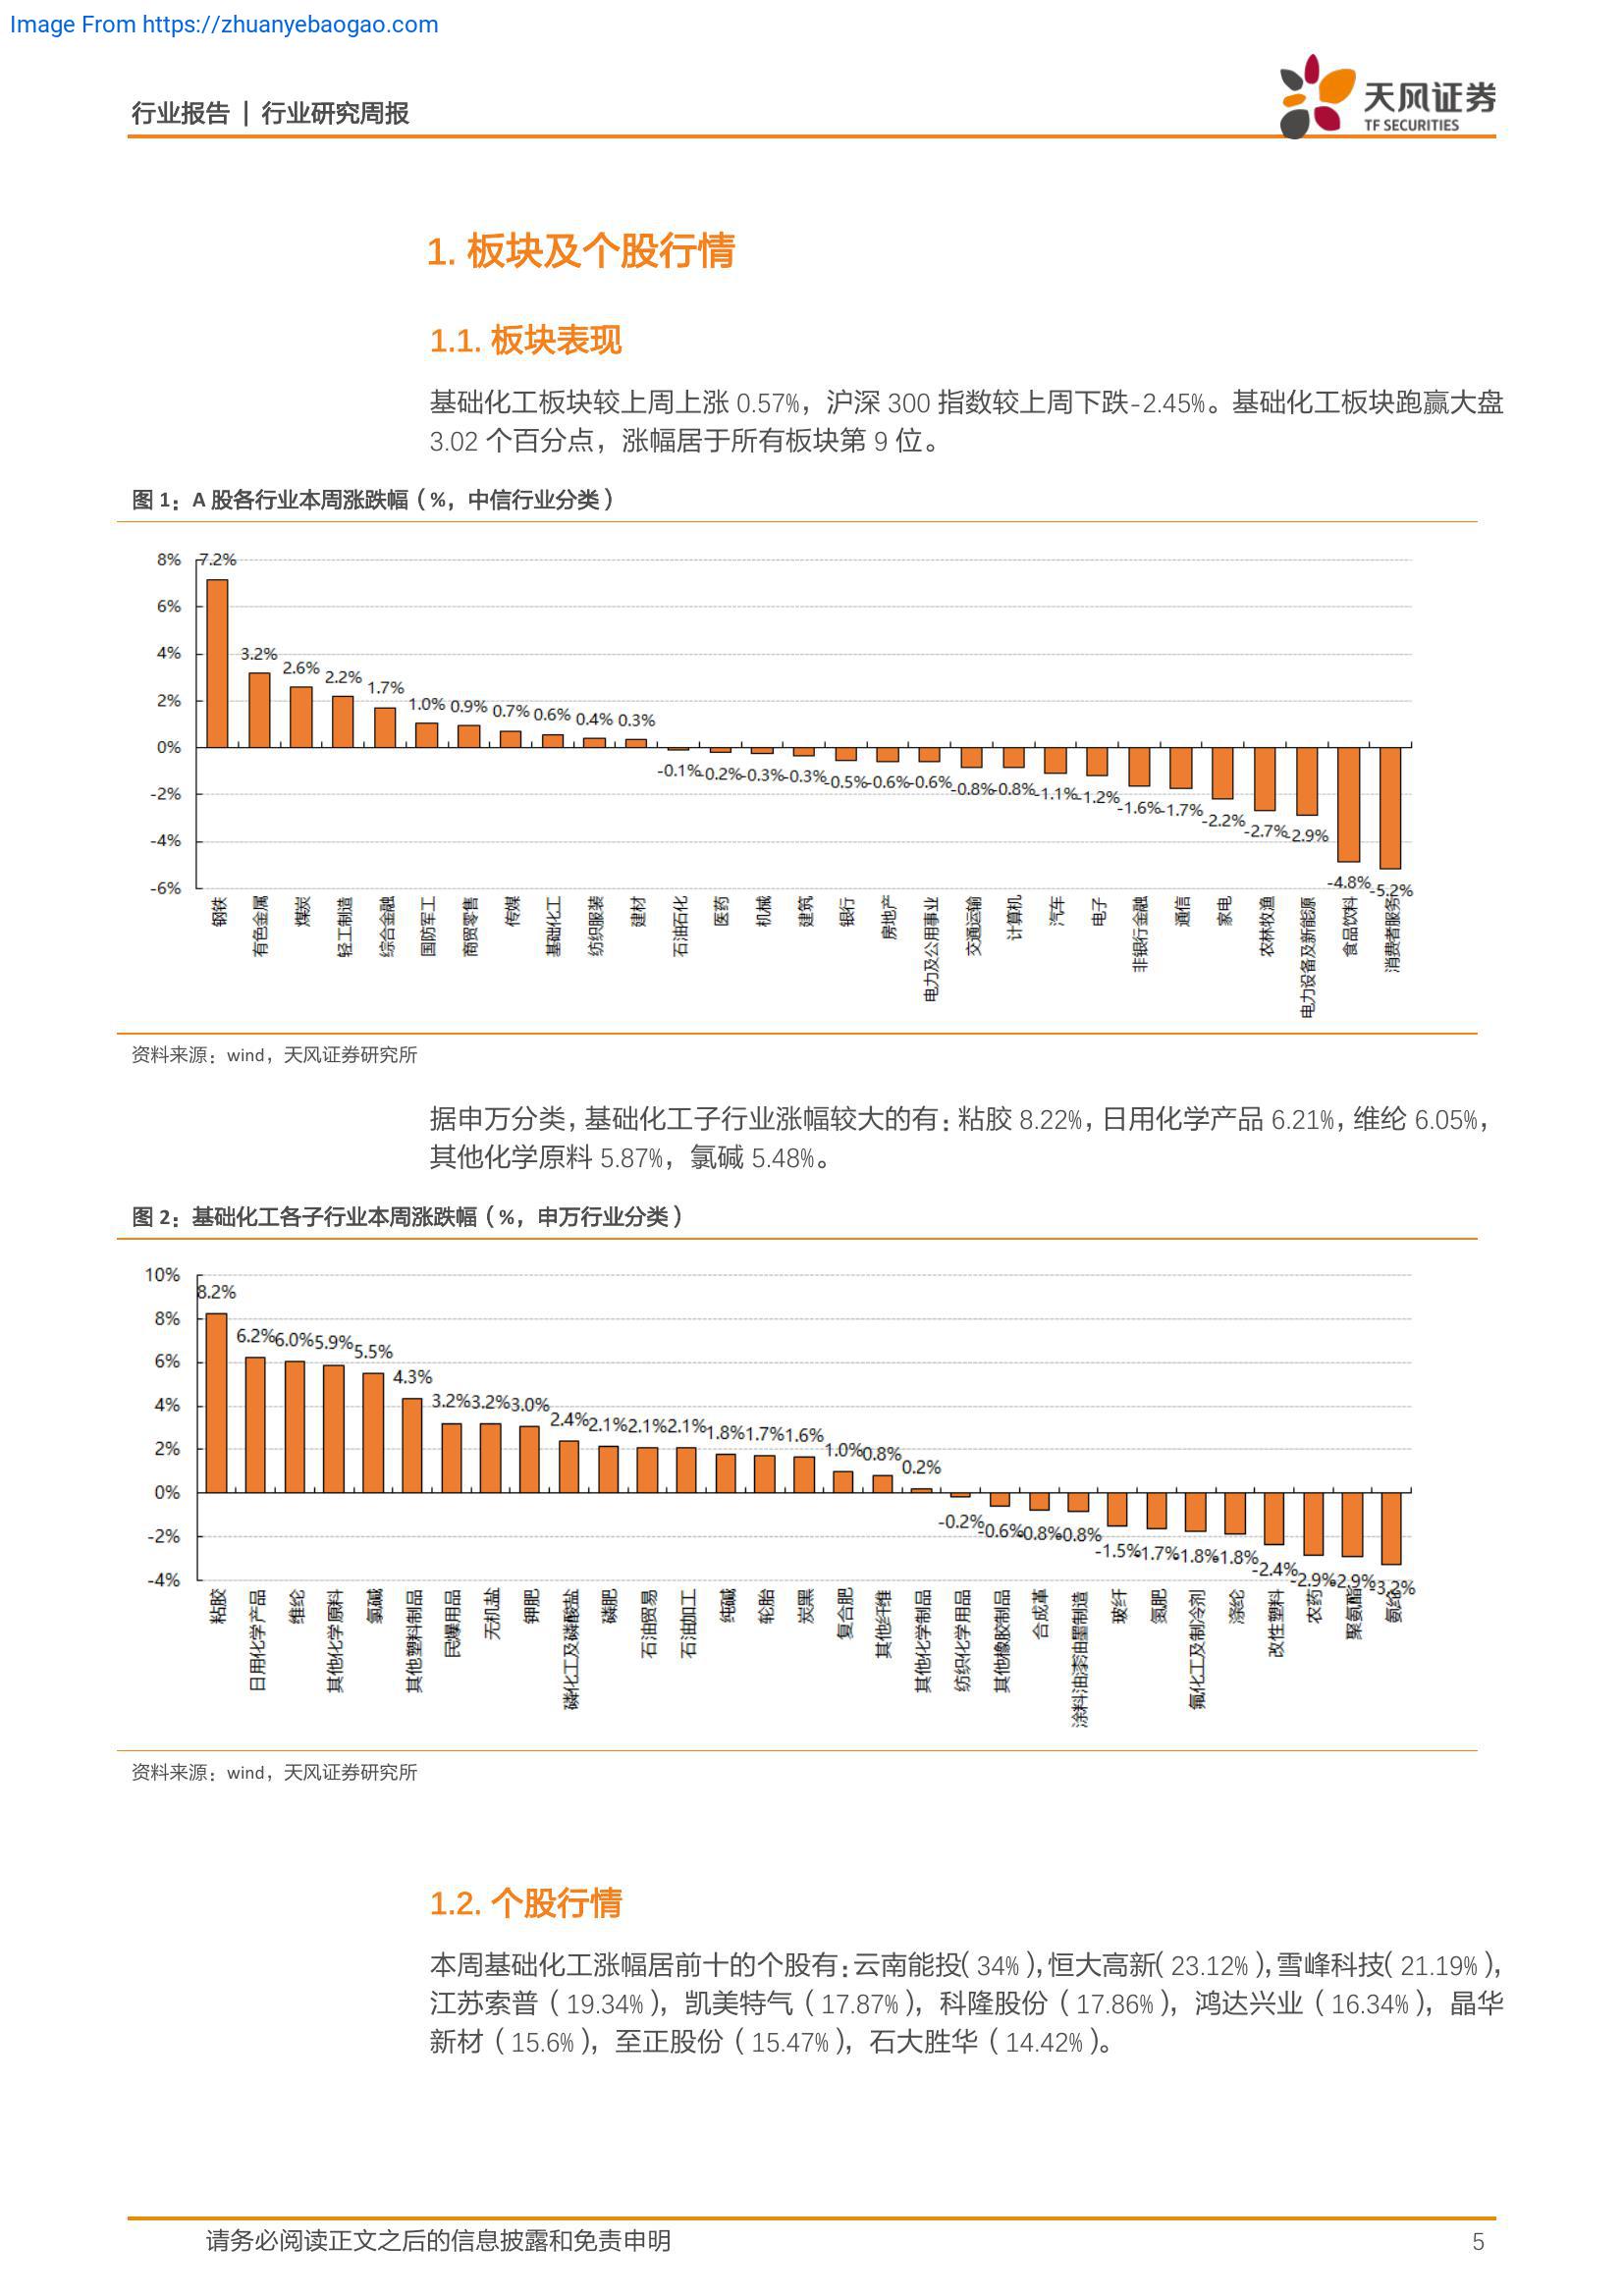 Image From https://zhuanyebaogao.com
行业报告 | 行业研究周报
天风证券
TF SECURITIES
1. 板块及个股行情
1.1. 板块表现
基础化工板块较上周上涨 0.57%，沪深 300 指数较上周下跌-2.45%。基础化工板块跑赢大盘
3.02 个百分点，涨幅居于所有板块第 9 位。
图 1：A 股各行业本周涨跌幅（%，中信行业分类）
8%
6%
4%
2%
0%
-2%
-4%
-6%
7.2%
3.2%
2.6%
2.2%
1.7%
1.0%
0.9%
0.7%
0.6%
0.4%
0.3%
-0.1%
-0.2%
-0.3%
-0.3%
-0.5%
-0.6%
-0.6%
-0.8%
-0.8%
-1.1%
-1.2%
-1.6%
-1.7%
-2.2%
-2.7%
-2.9%
-4.8%
-5.2%
钢铁
有色金属
煤炭
轻工制造
综合金融
国防军工
商贸零售
传媒
基础化工
纺织服装
建材
石油石化
医药
机械
建筑
银行
房地产
电力及公用事业
交通运输
计算机
汽车
电子
非银行金融
通信
家电
农林牧渔
电力设备及新能源
食品饮料
消费者服务
资料来源：wind，天风证券研究所
据申万分类，基础化工子行业涨幅较大的有：粘胶 8.22%，日用化学产品 6.21%，维纶 6.05%，
其他化学原料 5.87%，氯碱 5.48%。
图 2：基础化工各子行业本周涨跌幅（%，申万行业分类）
10%
8%
6%
4%
2%
0%
-2%
-4%
8.2%
6.2%
6.0%
5.9%
5.5%
4.3%
3.2%
3.2%
3.0%
2.4%
2.1%
2.1%
2.1%
1.8%
1.7%
1.6%
1.0%
0.8%
0.2%
-0.2%
-0.6%
-0.8%
-0.8%
-1.5%
-1.7%
-1.8%
-1.8%
-2.4%
-2.9%
-2.9%
-3.2%
粘胶
日用化学产品
维纶
其他化学原料
氯碱
其他塑料制品
民爆用品
无机盐
钾肥
磷化工及磷酸盐
磷肥
石油贸易
石油加工
纯碱
轮胎
炭黑
复合肥
其他纤维
其他化学制品
纺织化学用品
其他橡胶制品
合成革
涂料油漆油墨制造
玻纤
氮肥
氟化工及制冷剂
涤纶
改性塑料
农药
聚氨酯
氨纶
资料来源：wind，天风证券研究所
1.2. 个股行情
本周基础化工涨幅居前十的个股有：云南能投（34%），恒大高新（23.12%），雪峰科技（21.19%），
江苏索普（19.34%），凯美特气（17.87%），科隆股份（17.86%），鸿达兴业（16.34%），晶华
新材（15.6%），至正股份（15.47%），石大胜华（14.42%）。
请务必阅读正文之后的信息披露和免责申明
5